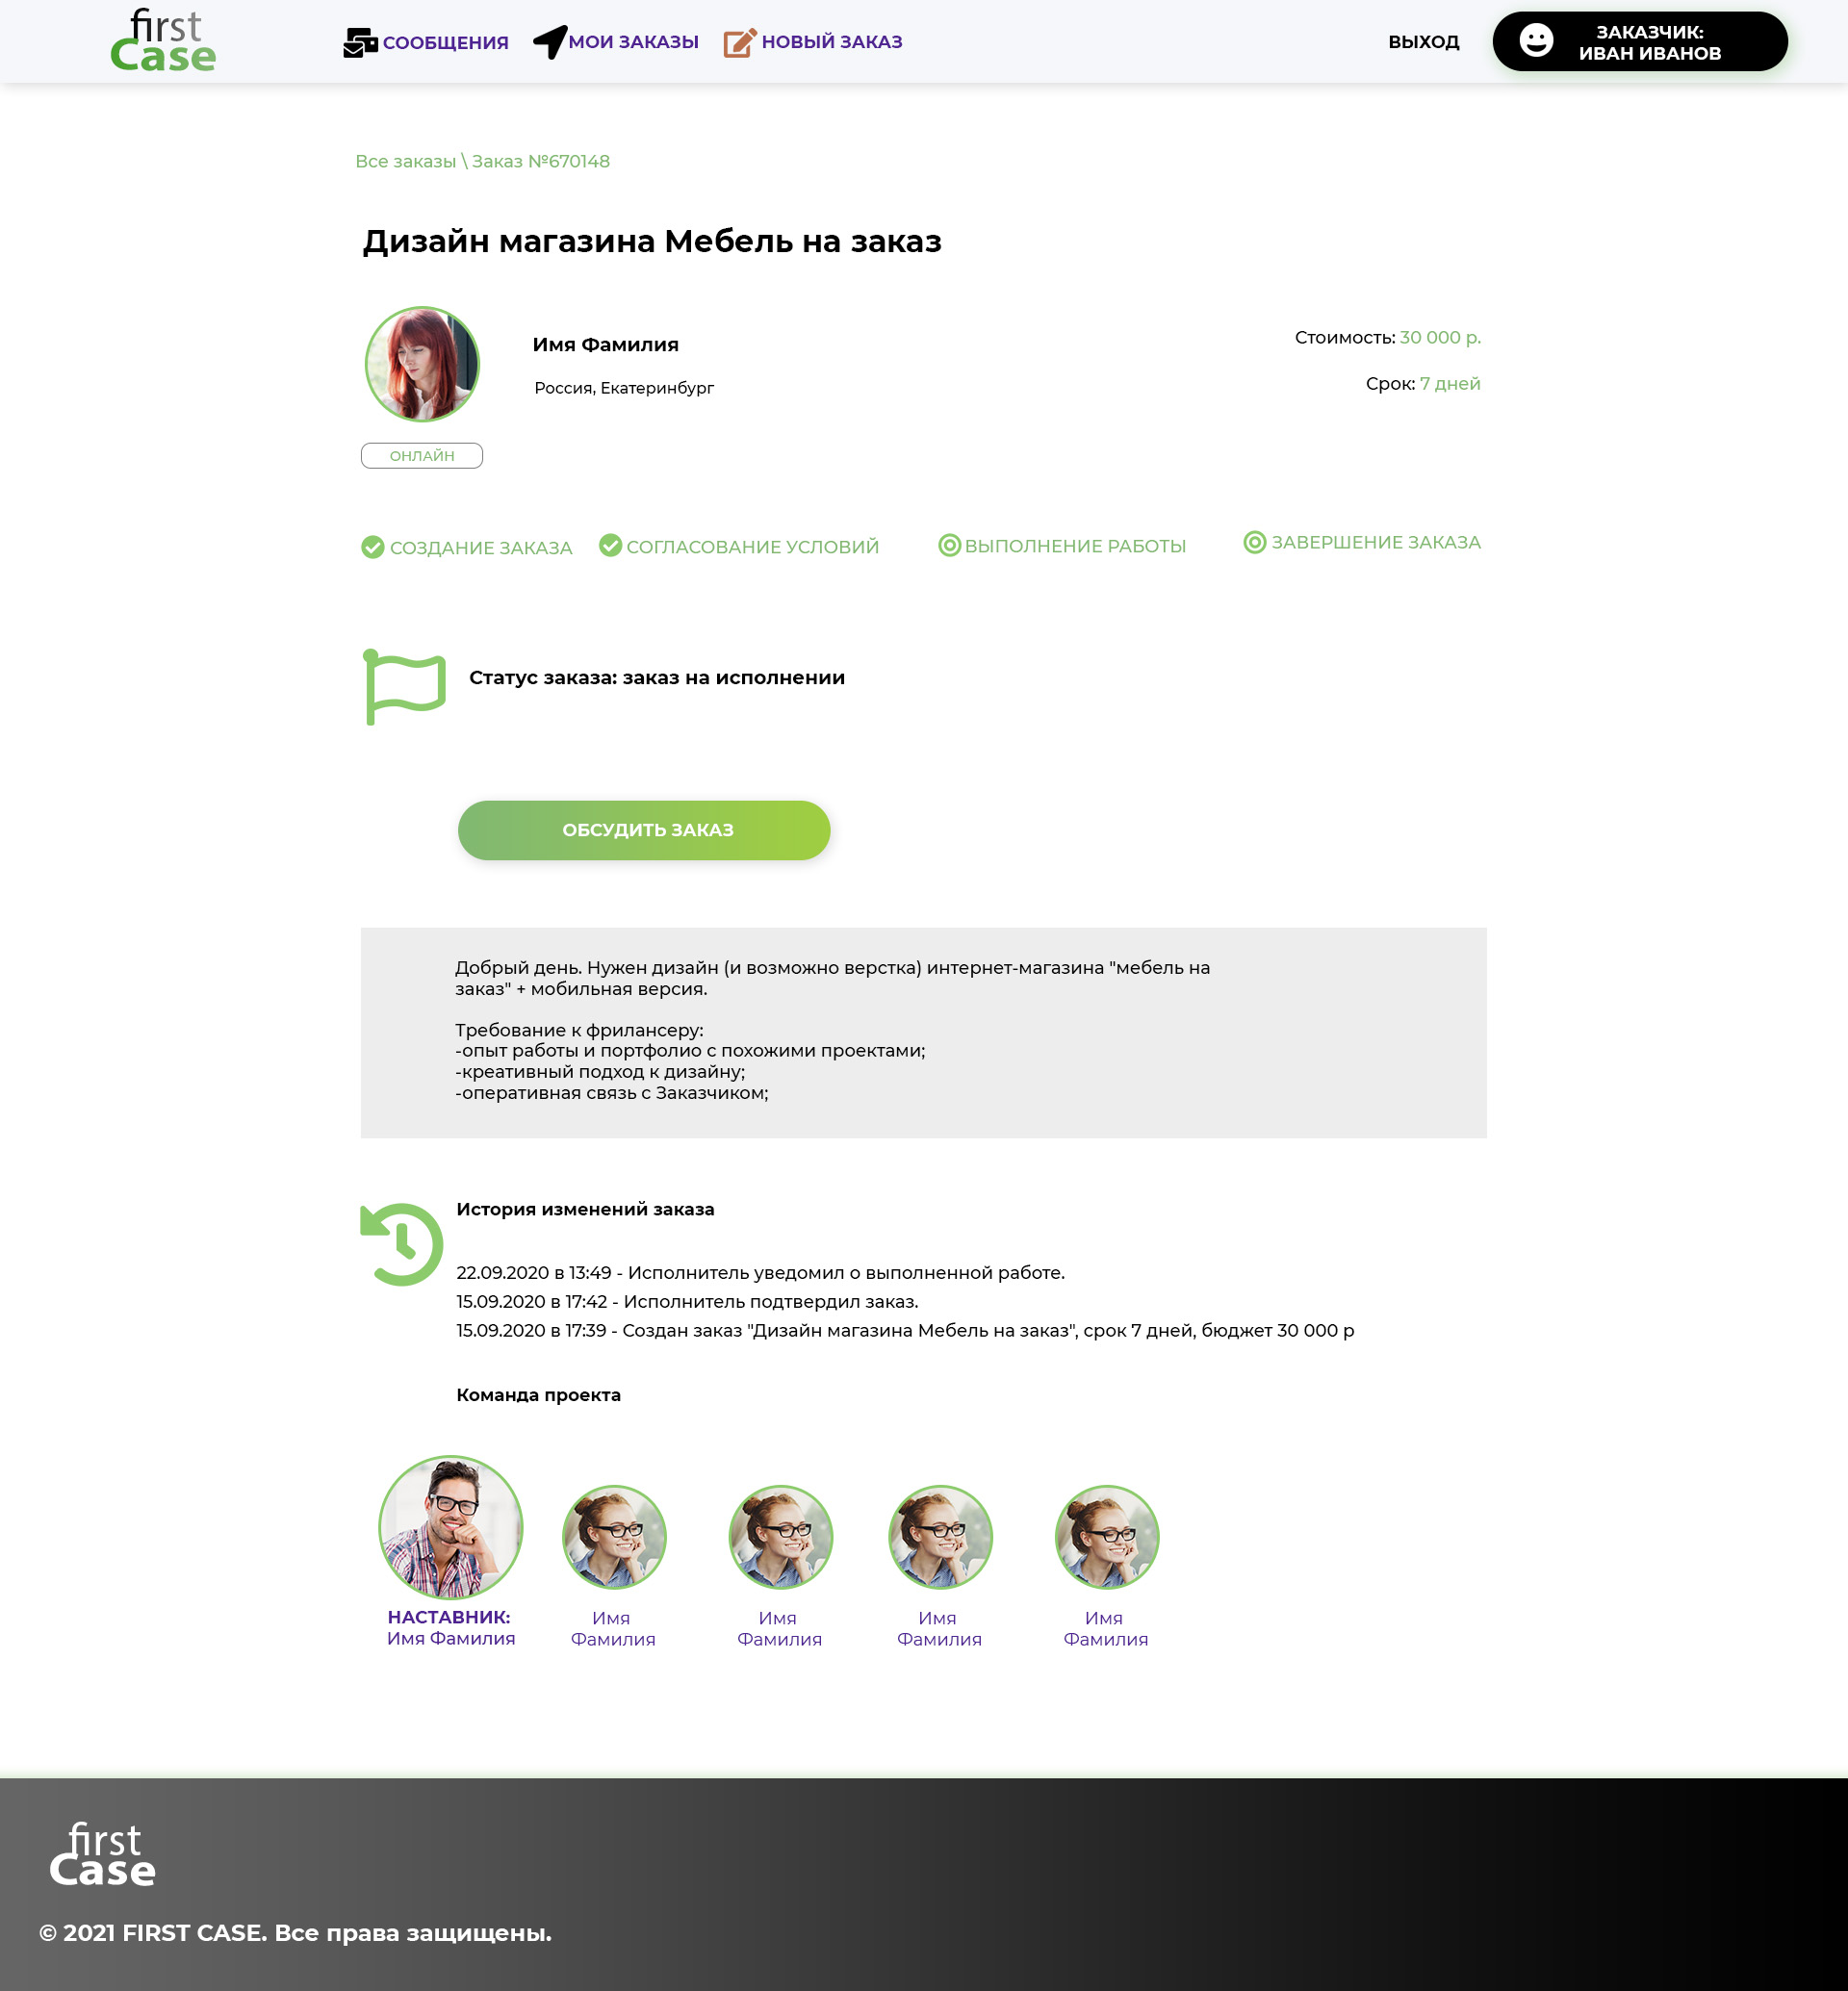 first
Case
СООБЩЕНИЯ
МОИ ЗАКАЗЫ
НОВЫЙ ЗАКАЗ
ВЫХОД
ЗАКАЗЧИК:
ИВАН ИВАНОВ
Все заказы \ Заказ №670148
Дизайн магазина Мебель на заказ
Имя Фамилия
Россия, Екатеринбург
Стоимость: 30 000 р.
Срок: 7 дней
ОНЛАЙН
СОЗДАНИЕ ЗАКАЗА
СОГЛАСОВАНИЕ УСЛОВИЙ
ВЫПОЛНЕНИЕ РАБОТЫ
ЗАВЕРШЕНИЕ ЗАКАЗА
Статус заказа: заказ на исполнении
ОБСУДИТЬ ЗАКАЗ
Добрый день. Нужен дизайн (и возможно верстка) интернет-магазина "мебель на
заказ" + мобильная версия.
Требование к фрилансеру:
-опыт работы и портфолио с похожими проектами;
-креативный подход к дизайну;
-оперативная связь с Заказчиком;
История изменений заказа
22.09.2020 в 13:49 - Исполнитель уведомил о выполненной работе.
15.09.2020 в 17:42 - Исполнитель подтвердил заказ.
15.09.2020 в 17:39 - Создан заказ "Дизайн магазина Мебель на заказ", срок 7 дней, бюджет 30 000 р
Команда проекта
НАСТАВНИК:
Имя Фамилия
Имя
Фамилия
Имя
Фамилия
Имя
Фамилия
Имя
Фамилия
first
Case
© 2021 FIRST CASE. Все права защищены.